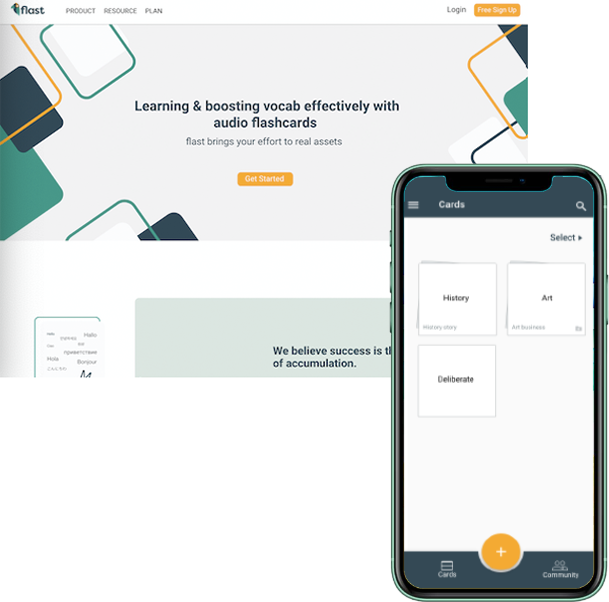 flast
PRODUCT RESOURCE PLAN
Login
Free Sign Up
Learning & boosting vocab effectively with
audio flashcards
flast brings your effort to real assets
Get Started
Hallo
приветствие
Hola
Bonjour
We believe success is th
of accumulation.
Cards
Select
History
History story
Art
Art business
Deliberate
+
Cards
Community